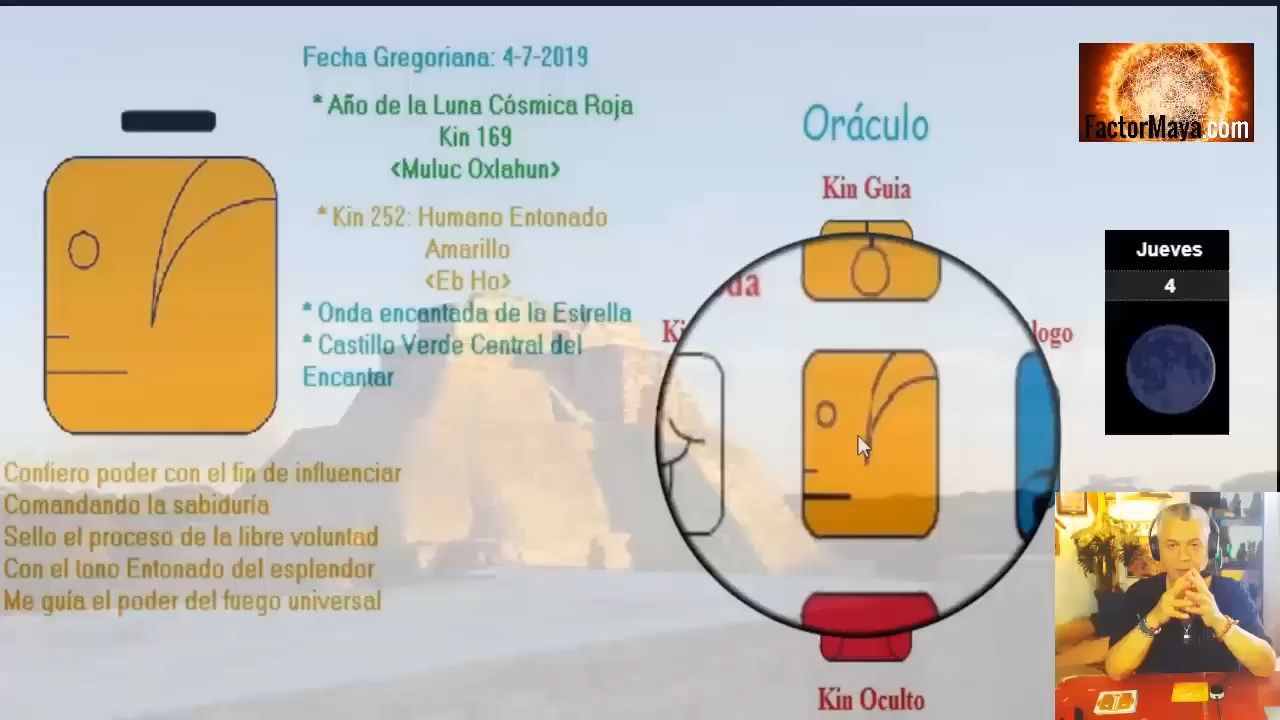 Fecha Gregoriana: 4-7-2019
* Año de la Luna Cósmica Roja
Kin 169
<Muluc Oxlahun>
* Kin 252: Humano Entonado
Amarillo
<Eb Ho>
* Onda encantada de la Estrella
* Castillo Verde Central del
Encantar
Confiero poder con el fin de influenciar
Comandando la sabiduría
Sello el proceso de la libre voluntad
Con el tono Entonado del esplendor
Me guía el poder del fuego universal
Oráculo
Kin Guia
Kin Oculto
FactorMaya.com
Jueves
4